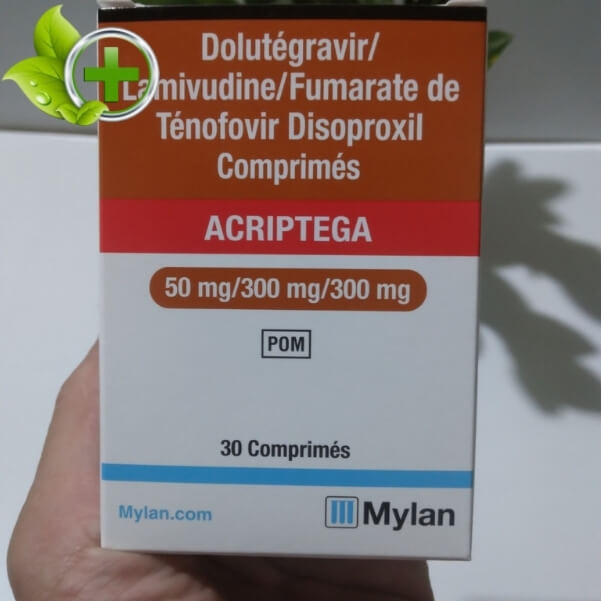 Dolutégravir/
Lamivudine/Fumarate de
Ténofovir Disoproxil
Comprimés
ACRIPTEGA
50 mg/300 mg/300 mg
POM
30 Comprimés
Mylan.com
Mylan